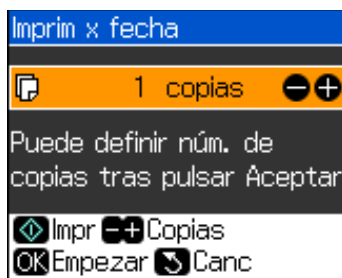 Imprim x fecha
1 copias
Puede definir núm. de
copias tras pulsar Aceptar
Impr Copias
OK Empezar Canc